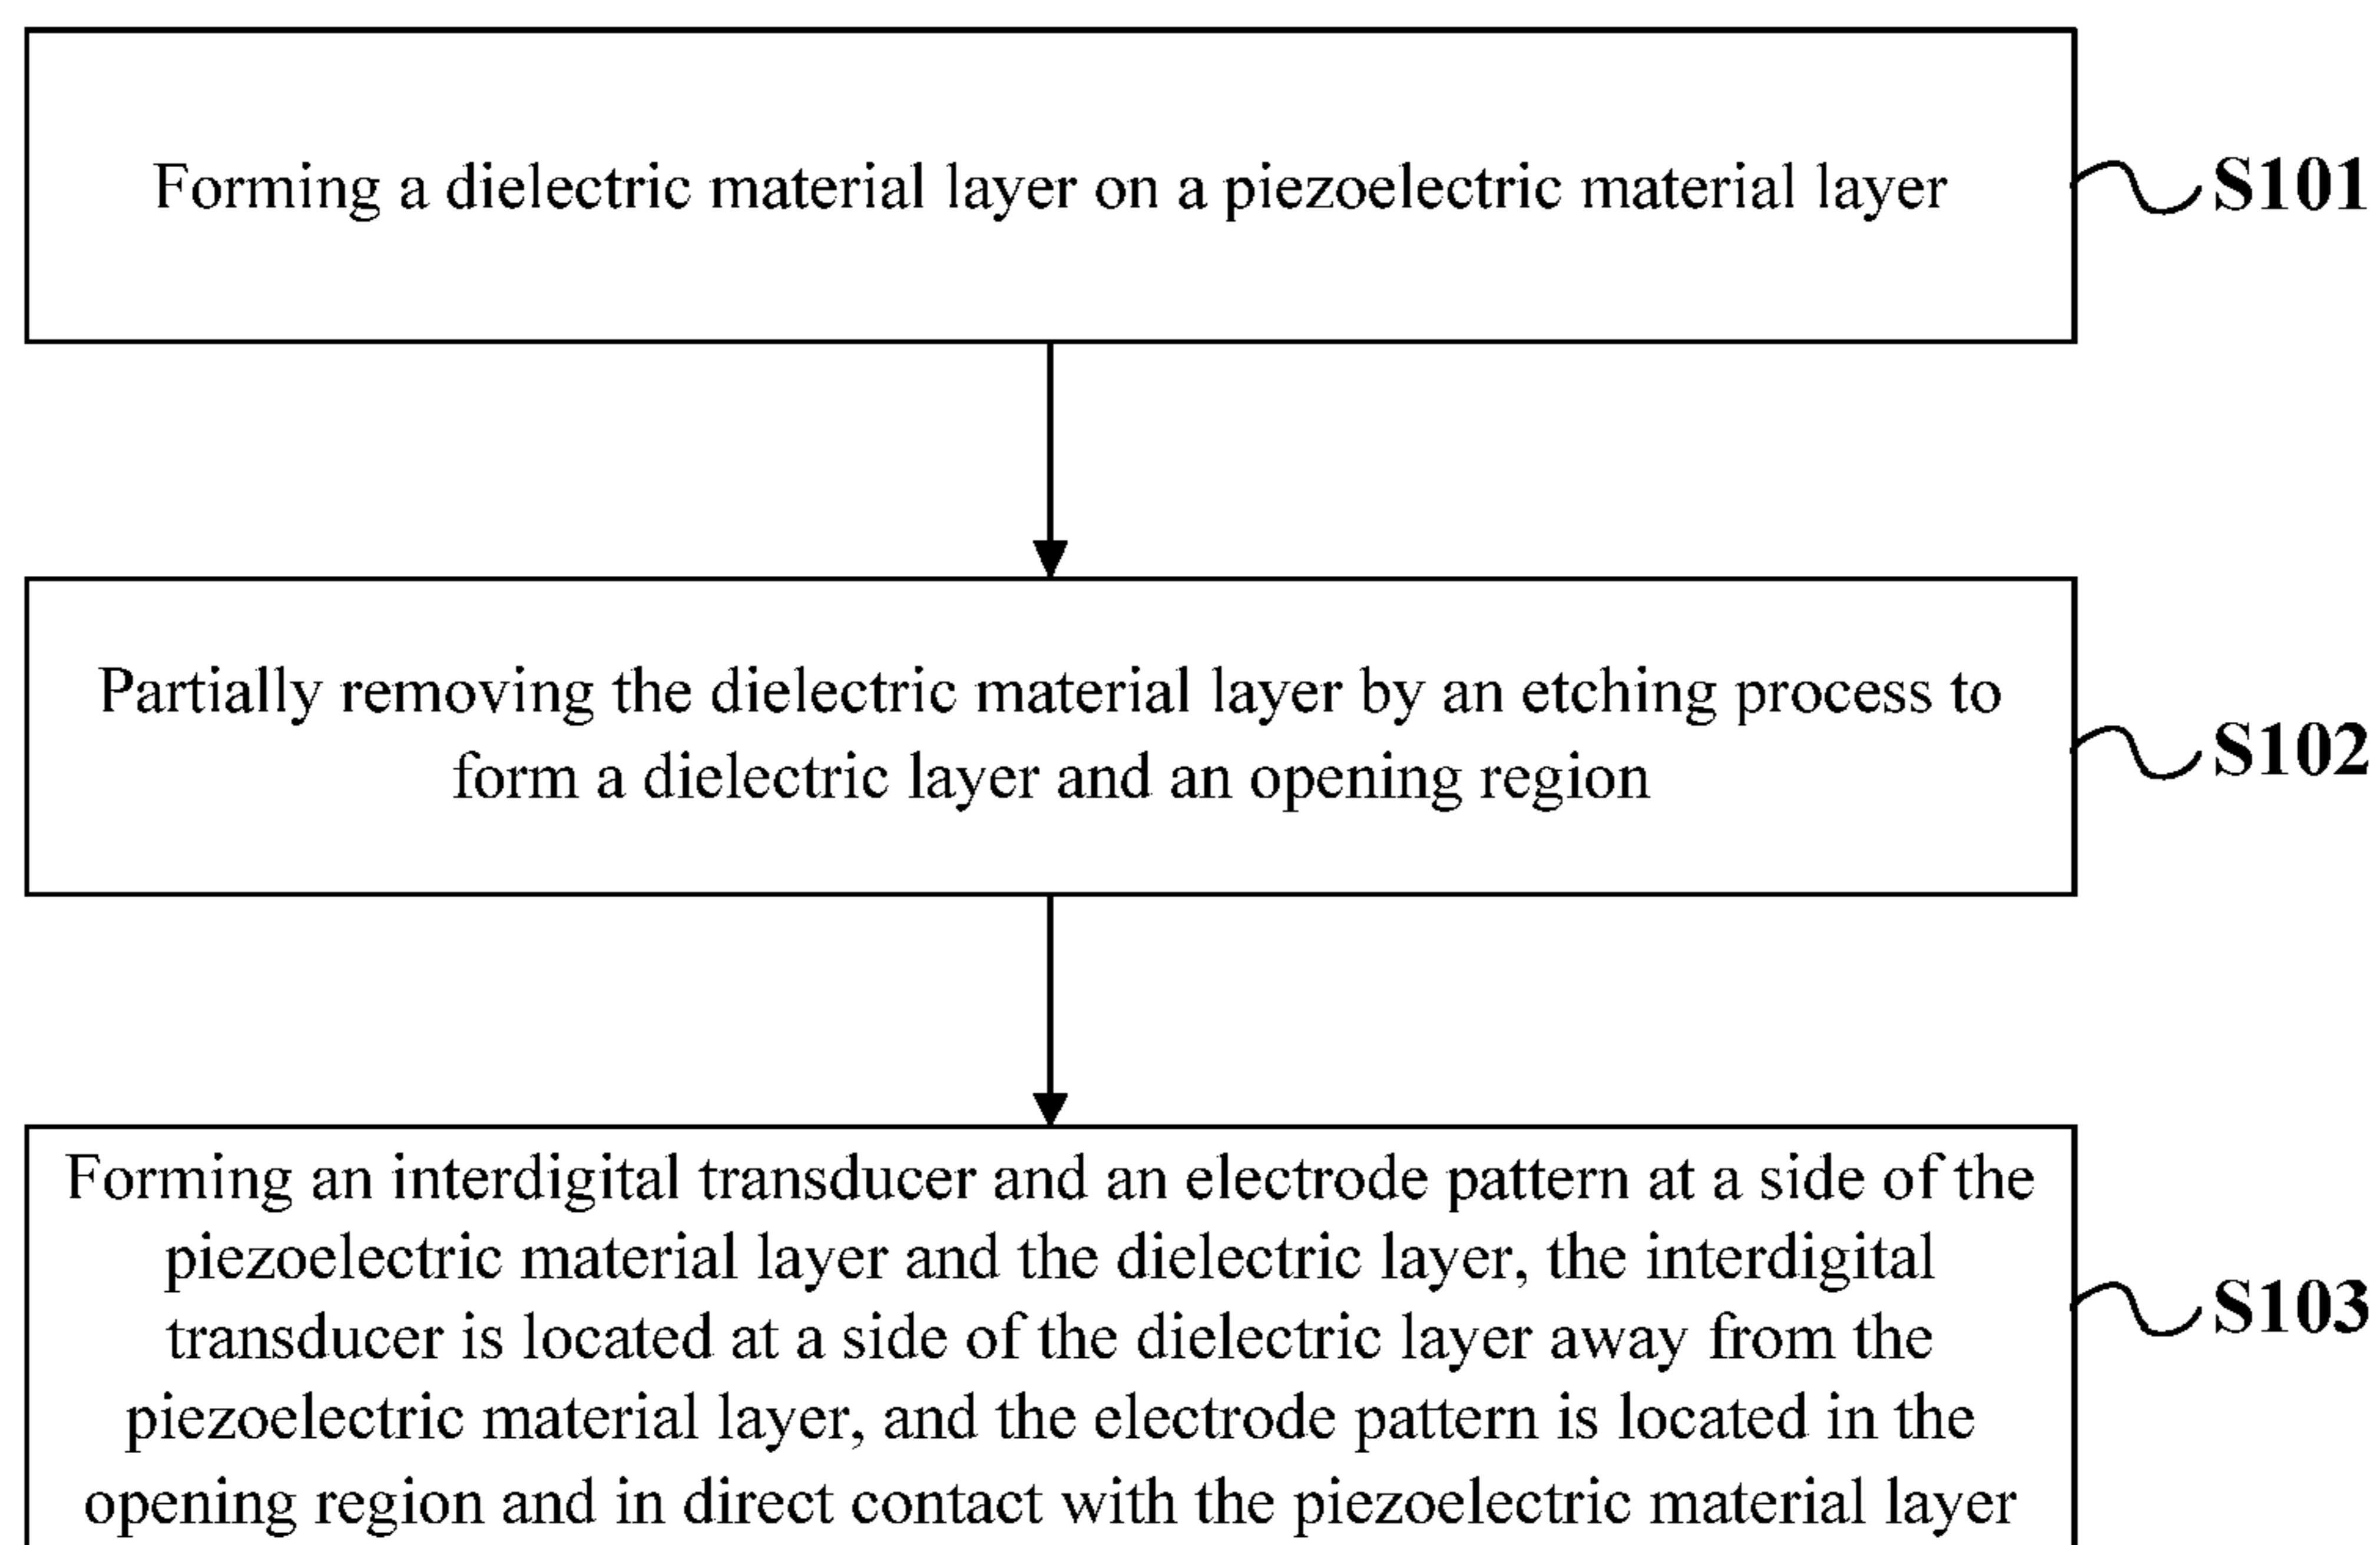 Forming a dielectric material layer on a piezoelectric material layer
S101
Partially removing the dielectric material layer by an etching process to
form a dielectric layer and an opening region
S102
Forming an interdigital transducer and an electrode pattern at a side of the
piezoelectric material layer and the dielectric layer, the interdigital
transducer is located at a side of the dielectric layer away from the
piezoelectric material layer, and the electrode pattern is located in the
opening region and in direct contact with the piezoelectric material layer
S103